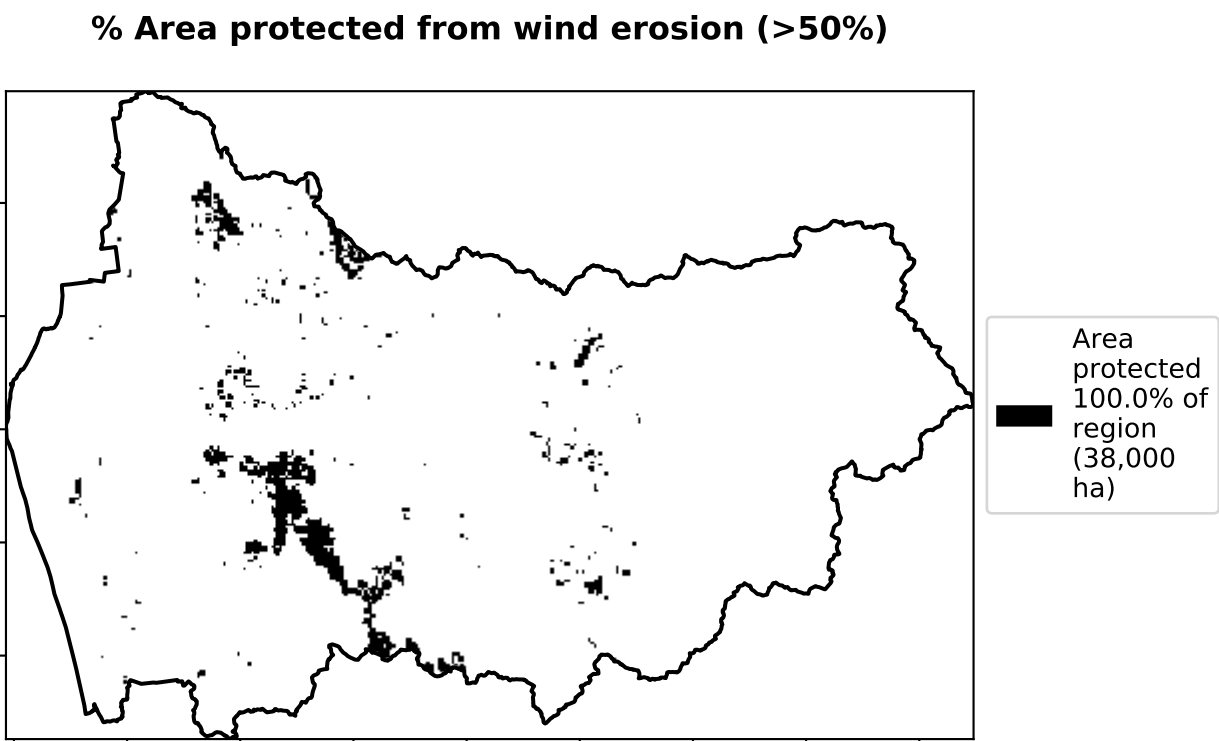 % Area protected from wind erosion (>50%)
Area
protected
100.0% of
region
(38,000
ha)